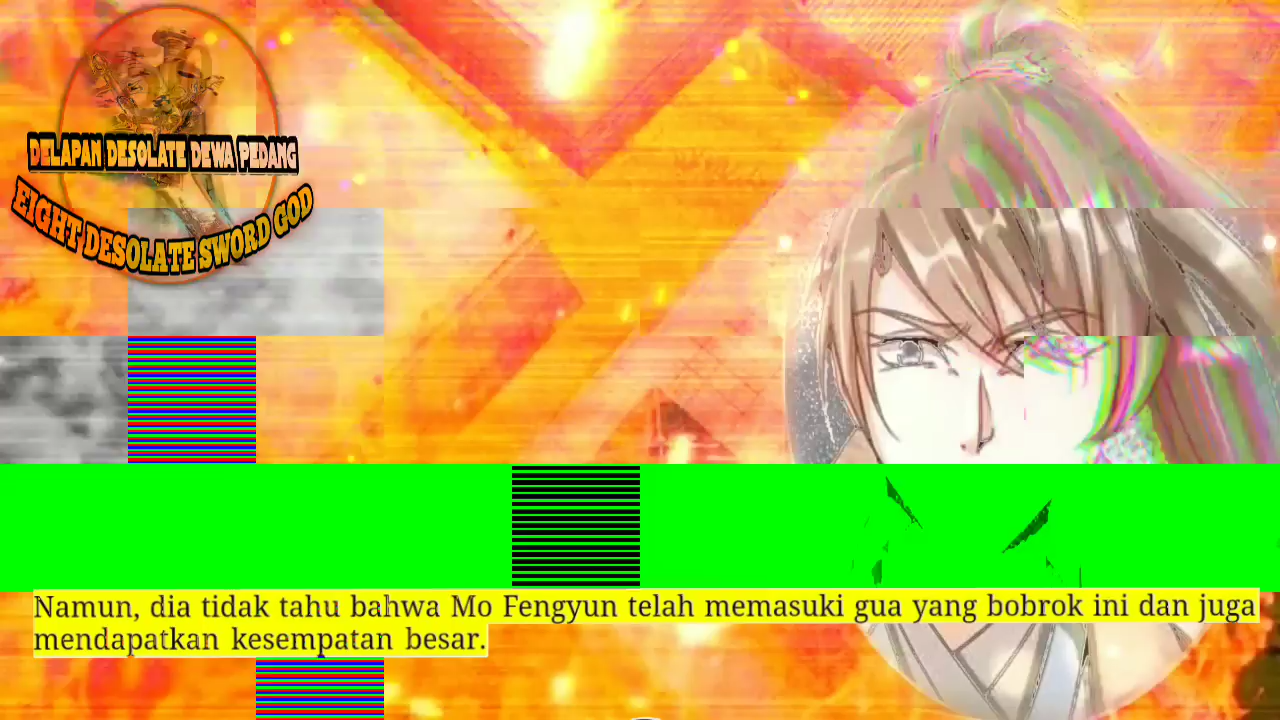 DELAPAN DESOLATE DEWA PEDANG
EIGHT DESOLATE SWORD GOD
Namun, dia tidak tahu bahwa Mo Fengyun telah memasuki gua yang bobrok ini dan juga
mendapatkan kesempatan besar.